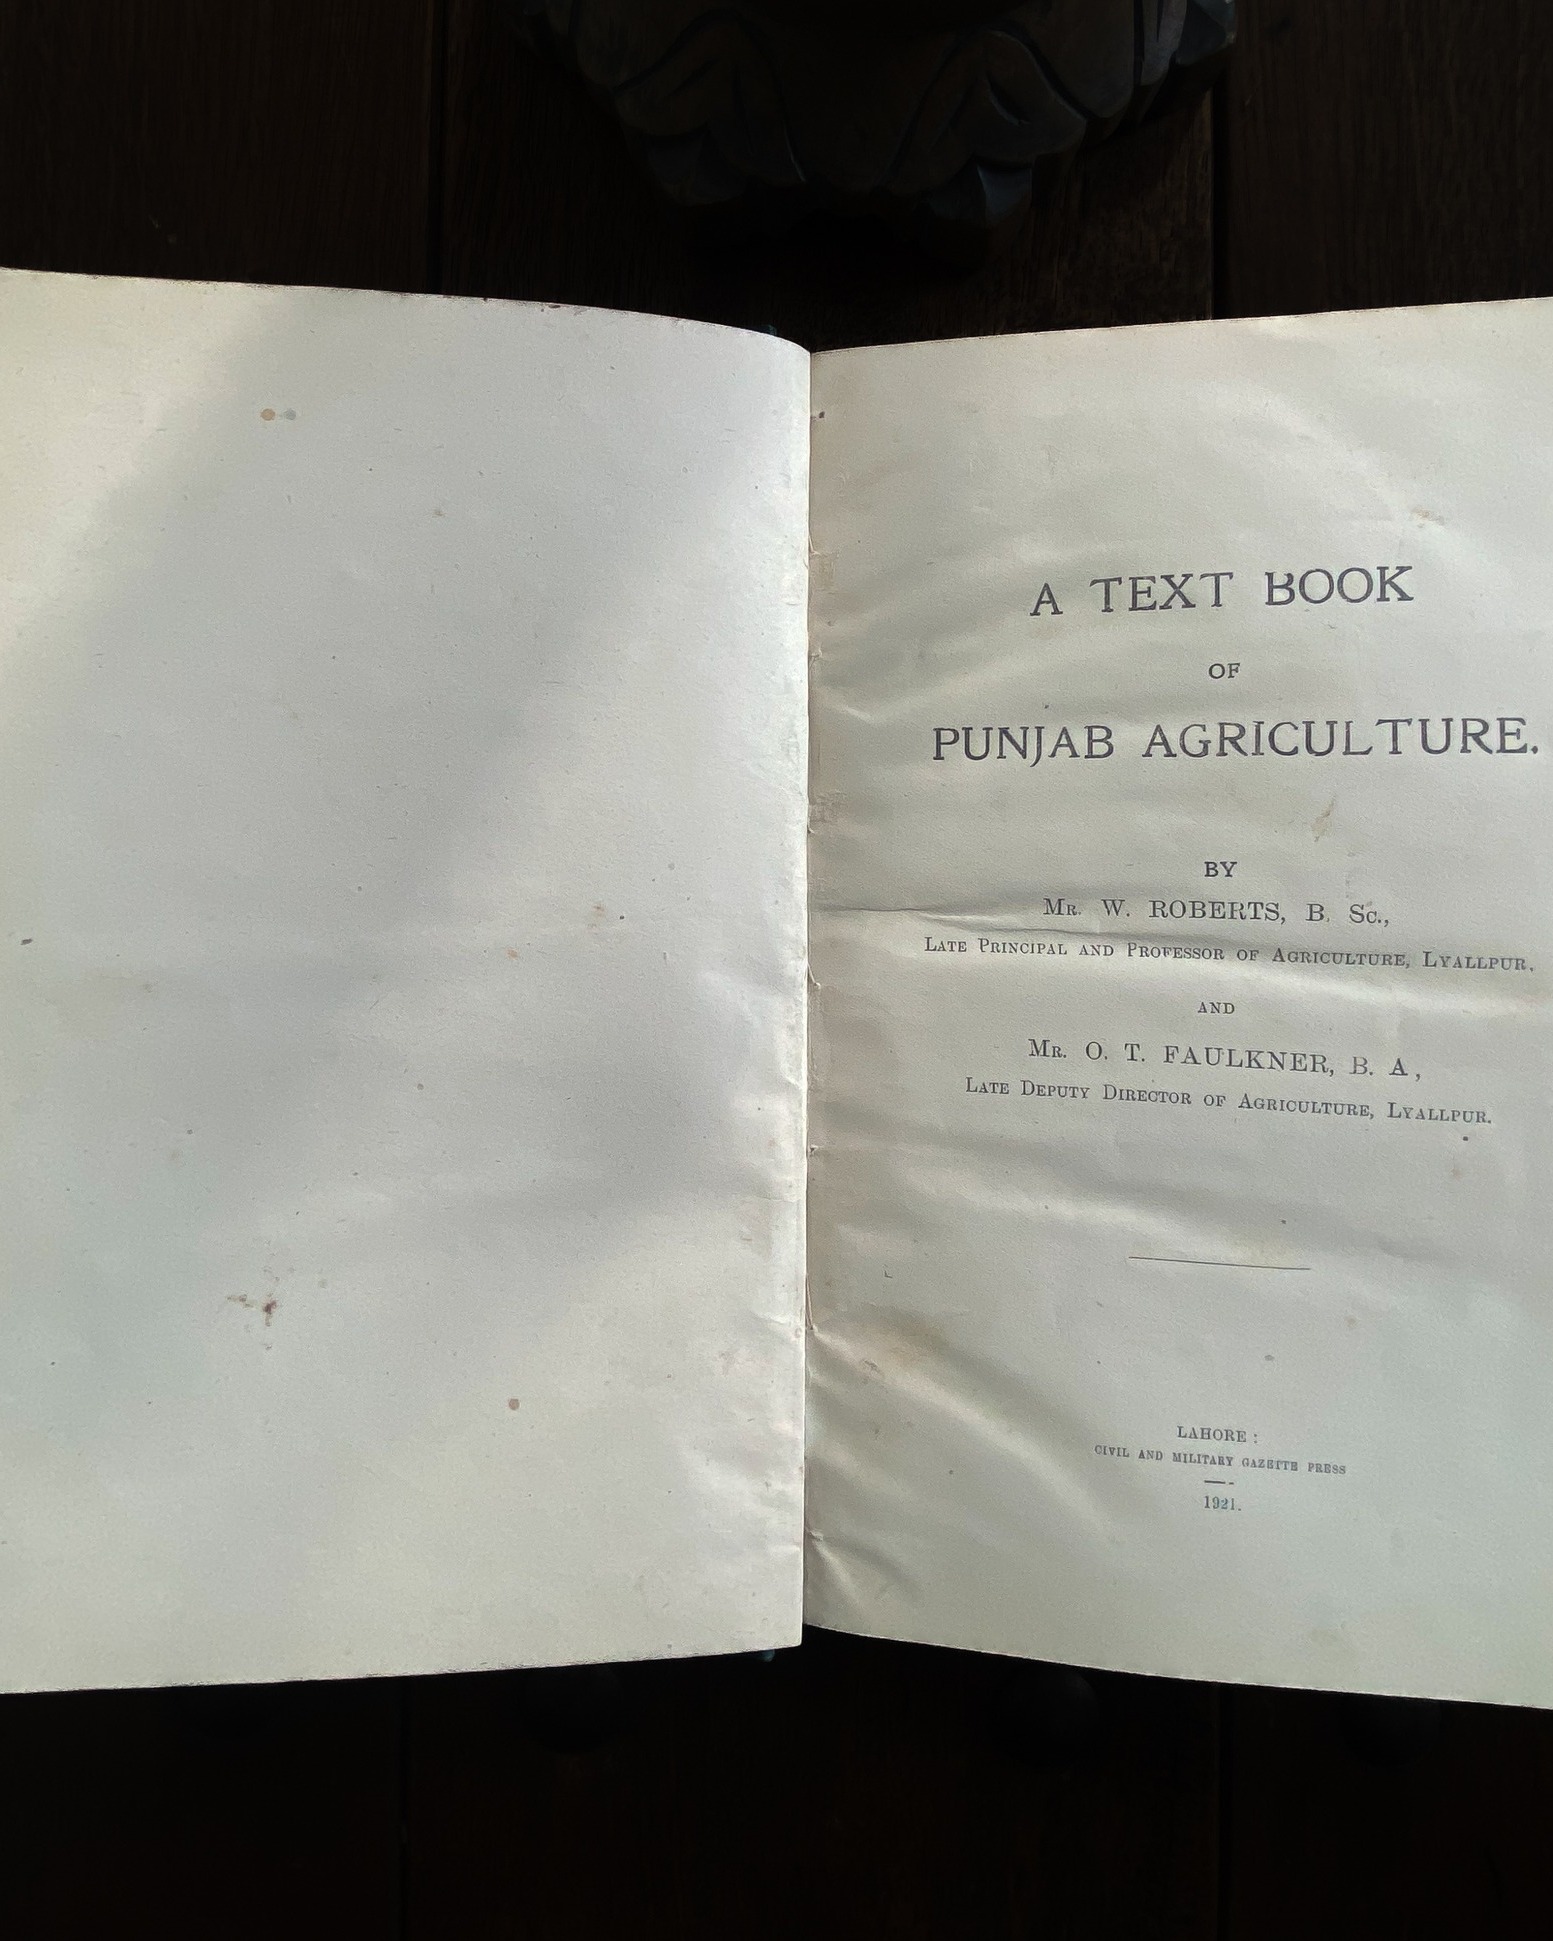 A TEXT BOOK
OF
PUNJAB AGRICULTURE.
BY
Mr. W. ROBERTS, B. Sc.,
Late Principal and Professor of Agriculture, Lyallpur.
AND
Mr. O. T. FAULKNER, B. A,
Late Deputy Director of Agriculture, Lyallpur.
LAHORE :
CIVIL AND MILITARY GAZETTE PRESS
1921.